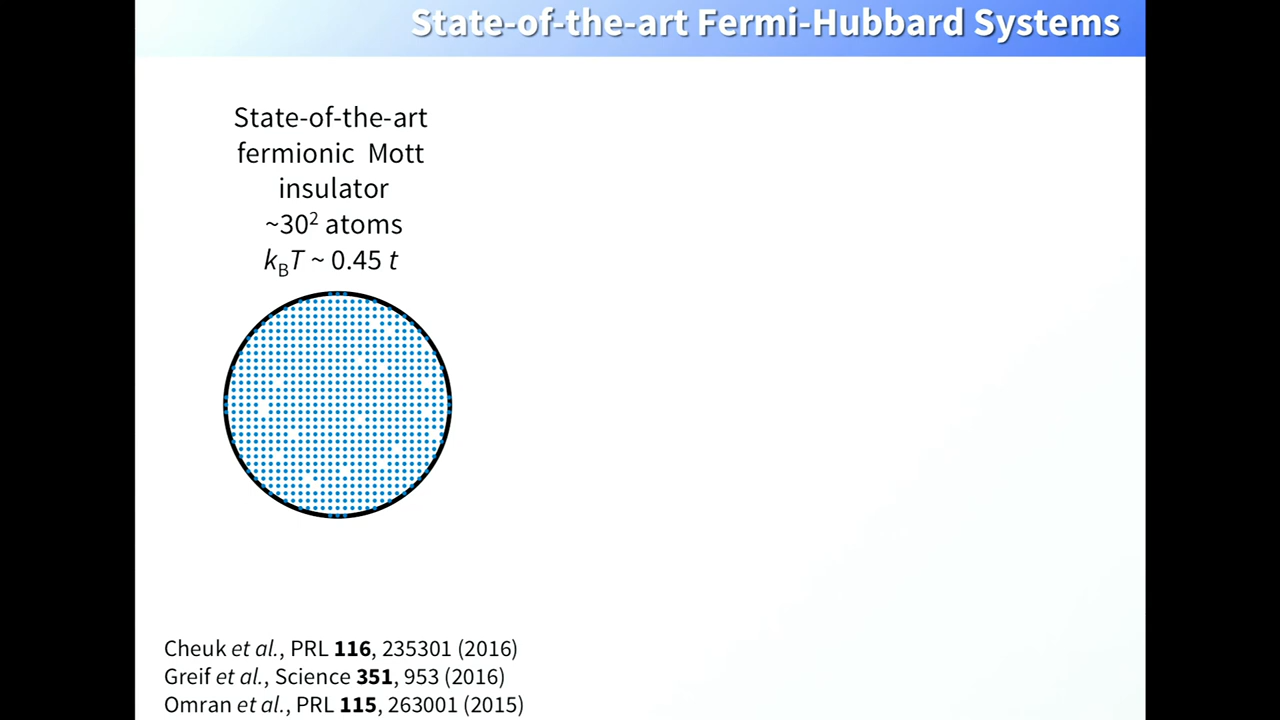 State-of-the-art Fermi-Hubbard Systems
State-of-the-art
fermionic Mott
insulator
~30² atoms
k_BT ~ 0.45 t
Cheuk et al., PRL 116, 235301 (2016)
Greif et al., Science 351, 953 (2016)
Omran et al., PRL 115, 263001 (2015)